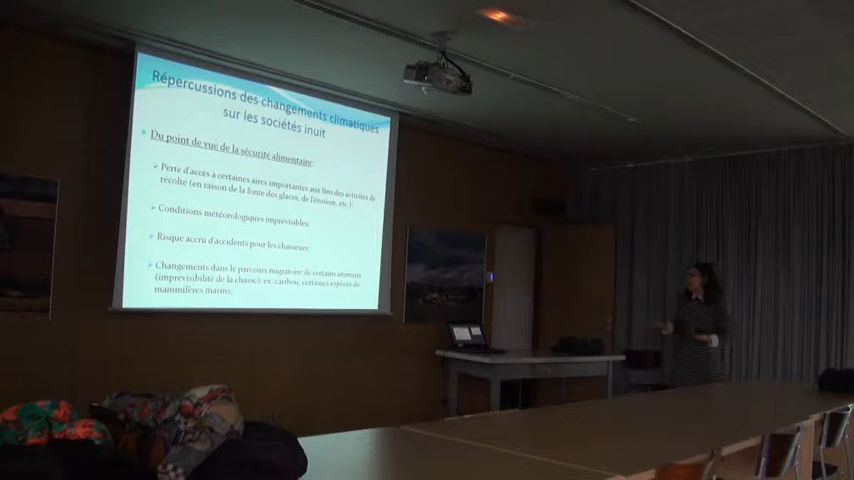 Répercussions des changements climatiques
sur les sociétés inuit
Du point de vue de la sécurité alimentaire:
Perte d'accès à certaines aires importantes aux fins des activités de
récolte (en raison de la fonte des glaces, de l'érosion, etc.);
Conditions météorologiques imprévisibles;
Risque accru d'accidents pour les chasseurs;
Changements dans le parcours migratoire de certains animaux
(imprévisibilité de la chasse): ex: caribou, certaines espèces de
mammifères marins;